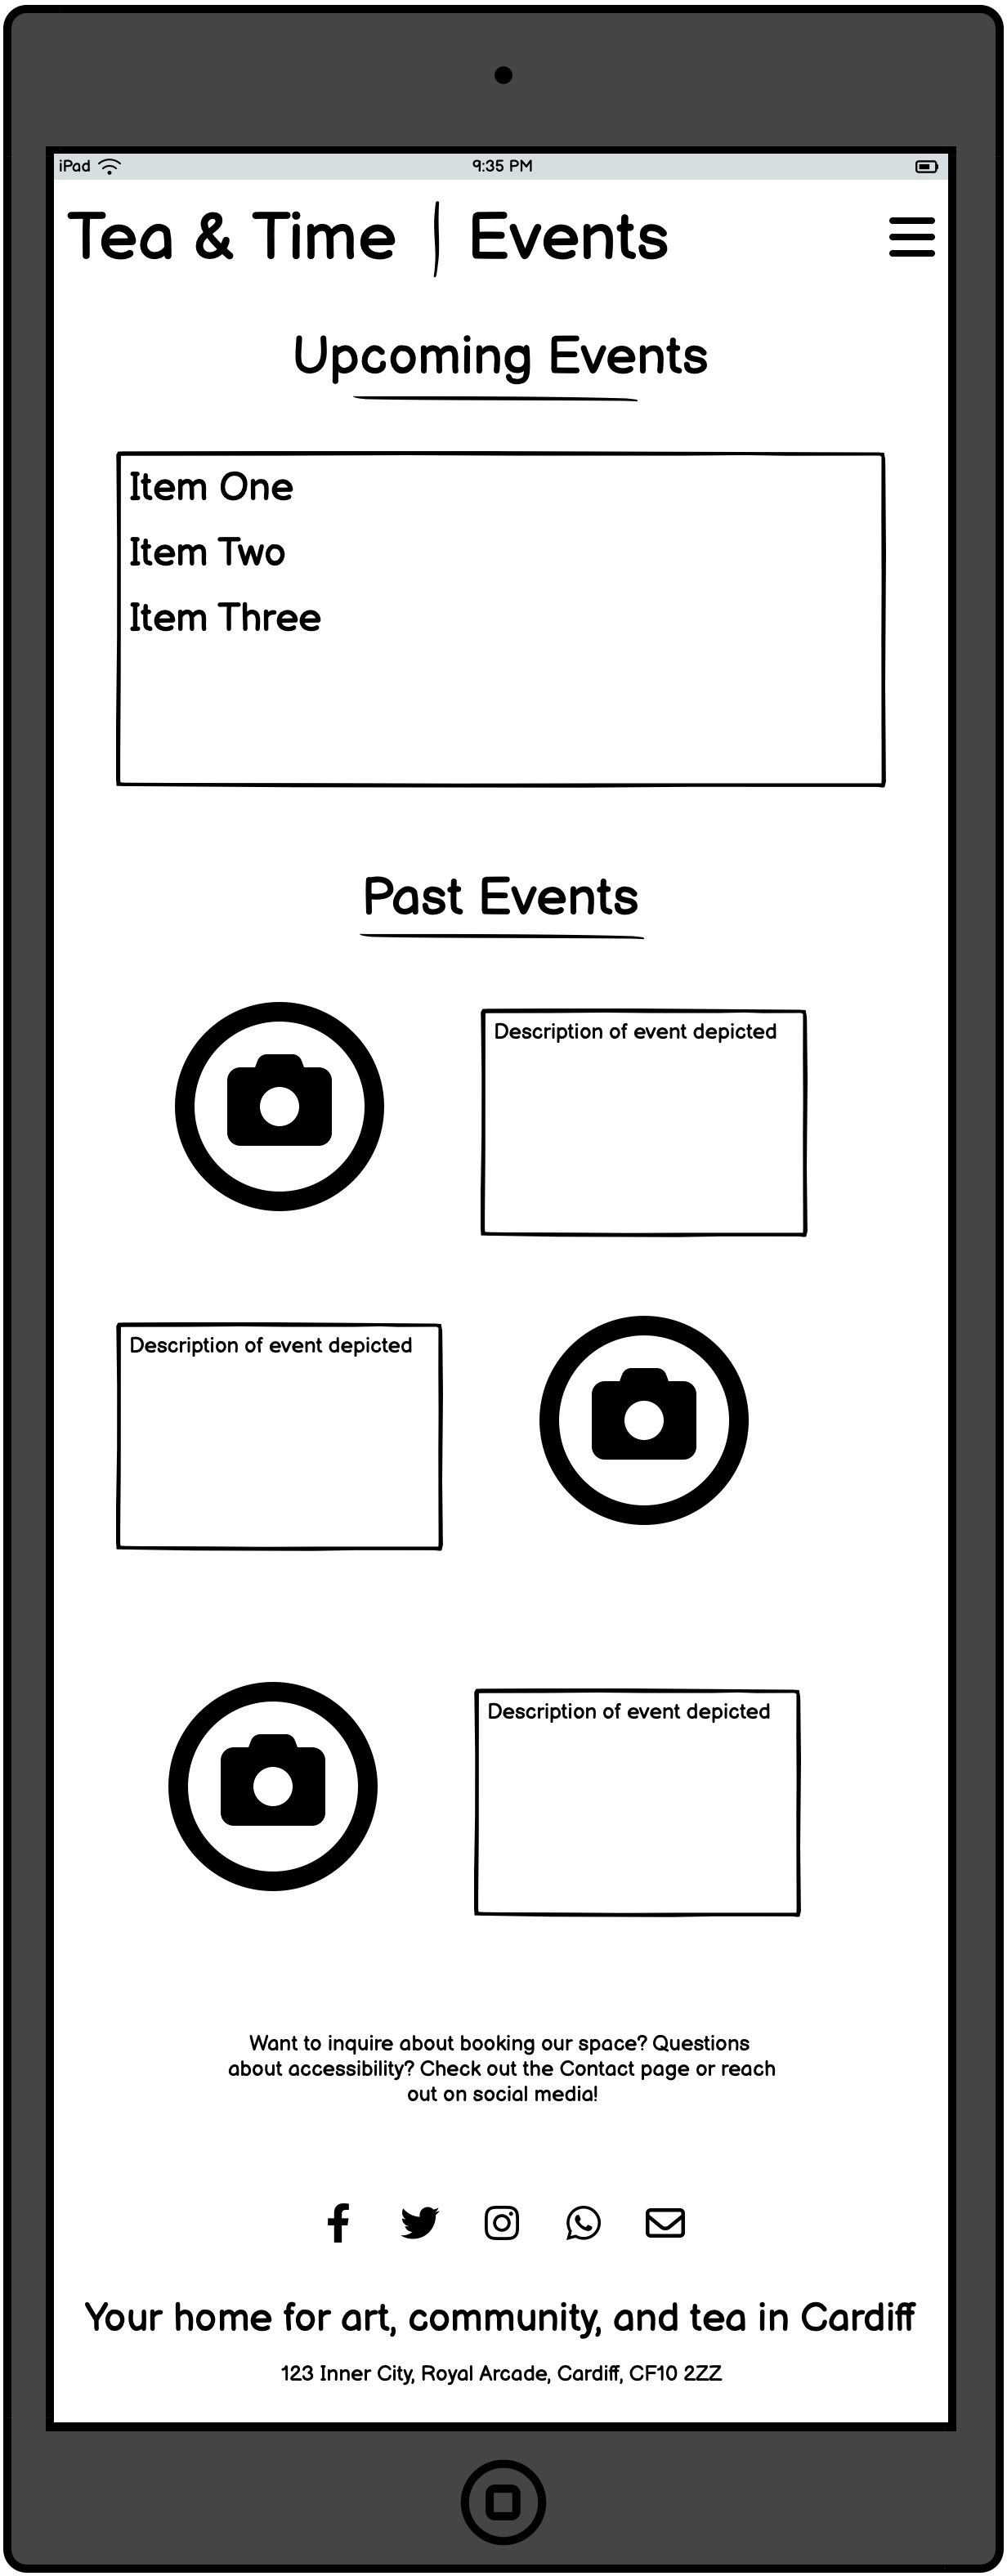 iPad 9:35 PM
Tea & Time | Events
Upcoming Events
Item One
Item Two
Item Three
Past Events
Description of event depicted
Description of event depicted
Description of event depicted
Want to inquire about booking our space? Questions
about accessibility? Check out the Contact page or reach
out on social media!
Your home for art, community, and tea in Cardiff
123 Inner City, Royal Arcade, Cardiff, CF10 2ZZ